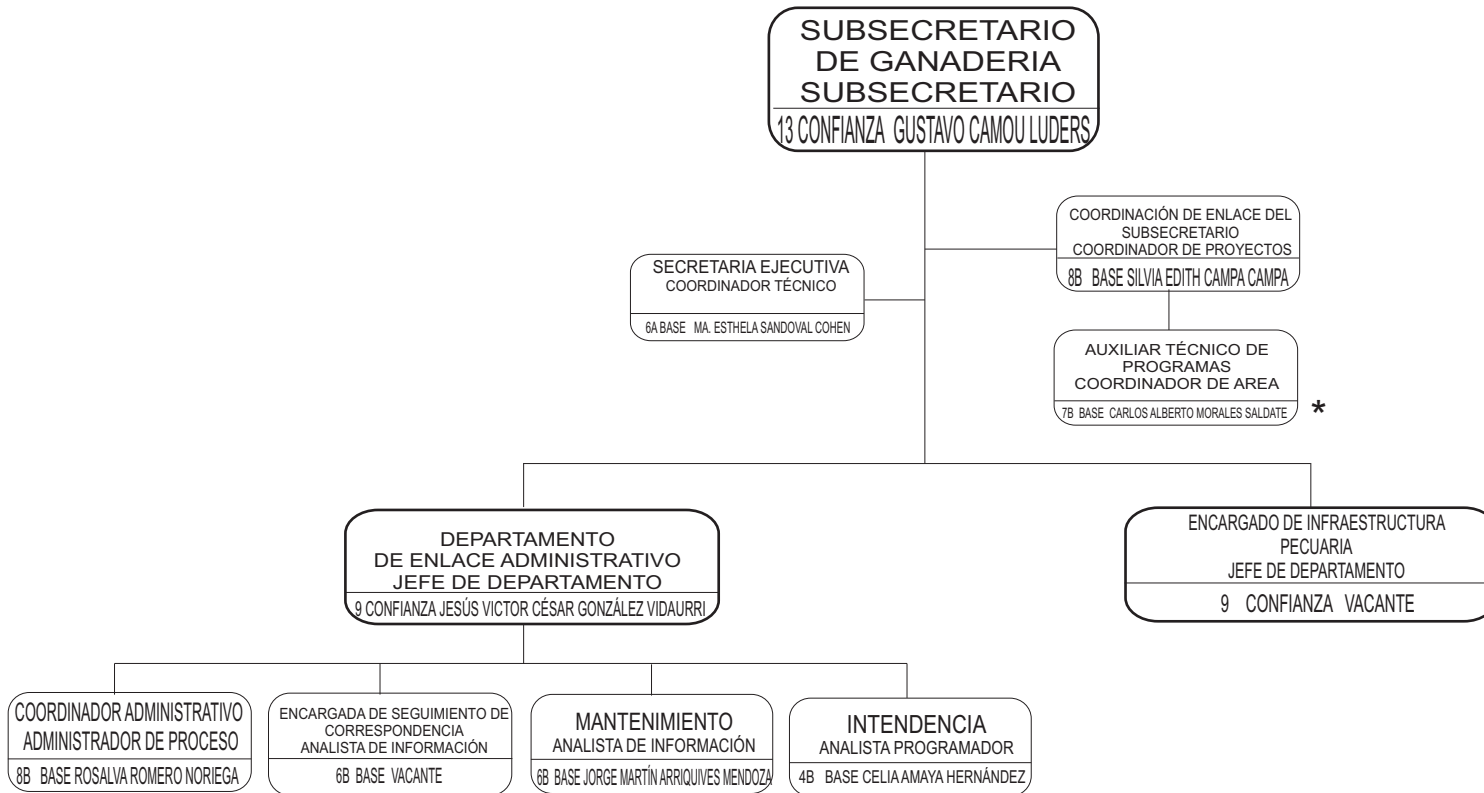 SUBSECRETARIO
DE GANADERIA
SUBSECRETARIO
13 CONFIANZA GUSTAVO CAMOU LUDERS
COORDINACIÓN DE ENLACE DEL
SUBSECRETARIO
COORDINADOR DE PROYECTOS
8B BASE SILVIA EDITH CAMPA CAMPA
SECRETARIA EJECUTIVA
COORDINADOR TÉCNICO
6A BASE MA. ESTHELA SANDOVAL COHEN
AUXILIAR TÉCNICO DE
PROGRAMAS
COORDINADOR DE AREA
7B BASE CARLOS ALBERTO MORALES SALDATE *
DEPARTAMENTO
DE ENLACE ADMINISTRATIVO
JEFE DE DEPARTAMENTO
9 CONFIANZA JESÚS VICTOR CÉSAR GONZÁLEZ VIDAURRI
ENCARGADO DE INFRAESTRUCTURA
PECUARIA
JEFE DE DEPARTAMENTO
9 CONFIANZA VACANTE
COORDINADOR ADMINISTRATIVO
ADMINISTRADOR DE PROCESO
8B BASE ROSALVA ROMERO NORIEGA
ENCARGADA DE SEGUIMIENTO DE
CORRESPONDENCIA
ANALISTA DE INFORMACIÓN
6B BASE VACANTE
MANTENIMIENTO
ANALISTA DE INFORMACIÓN
6B BASE JORGE MARTÍN ARRIQUIVES MENDOZA
INTENDENCIA
ANALISTA PROGRAMADOR
4B BASE CELIA AMAYA HERNÁNDEZ